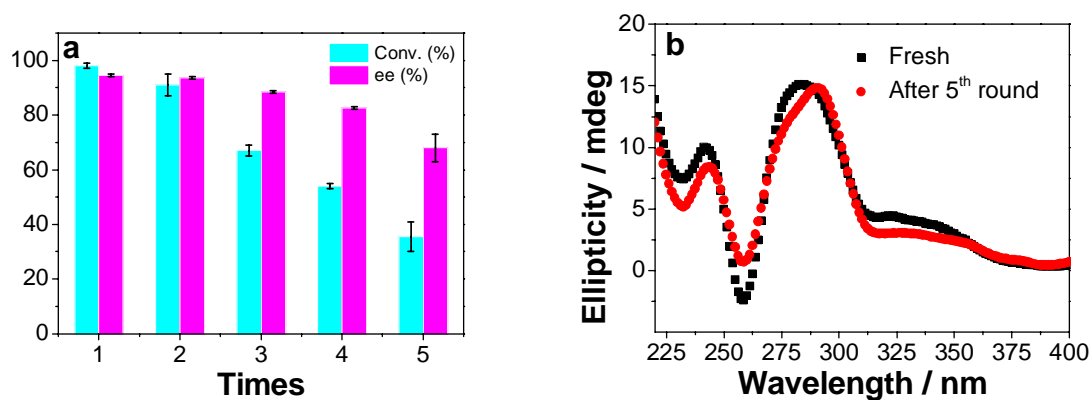 a
Conv. (%)
ee (%)
100
80
60
40
20
0
1 2 3 4 5
Times
b
Fresh
After 5th round
20
15
10
5
0
Ellipticity / mdeg
225 250 275 300 325 350 375 400
Wavelength / nm